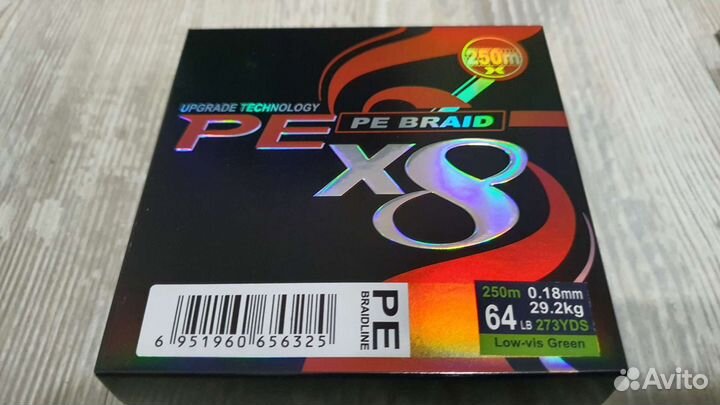 250m
X
UPGRADE TECHNOLOGY
PE
PE BRAID
X8
250m 0.18mm
29.2kg
64 LB 273YDS
Low-vis Green
PE
BRAIDLINE
6 951960 656325
Avito